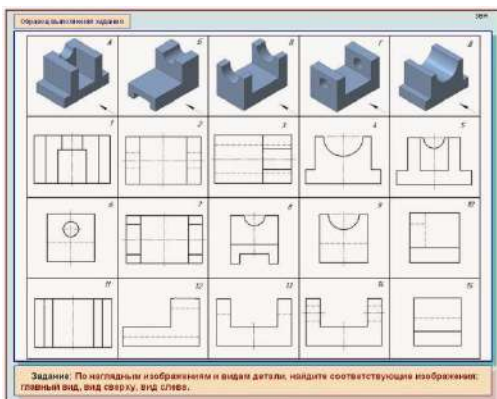 Образец выполнения задания
А Б В Г Д
1 2 3 4 5
6 7 8 9 10
11 12 13 14 15
Задание: По наглядным изображениям и видам детали, найдите соответствующие изображения:
главный вид, вид сверху, вид слева.